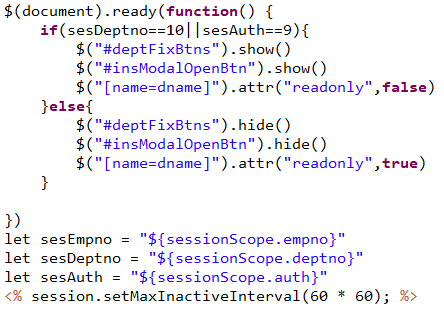 $(document).ready(function() {
    if(sesDeptno==10||sesAuth==9){
        $("#deptFixBtns").show()
        $("#insModalOpenBtn").show()
        $("[name=dname]").attr("readonly",false)
    }else{
        $("#deptFixBtns").hide()
        $("#insModalOpenBtn").hide()
        $("[name=dname]").attr("readonly",true)
    }

})
let sesEmpno = "${sessionScope.empno}"
let sesDeptno = "${sessionScope.deptno}"
let sesAuth = "${sessionScope.auth}"
<% session.setMaxInactiveInterval(60 * 60); %>